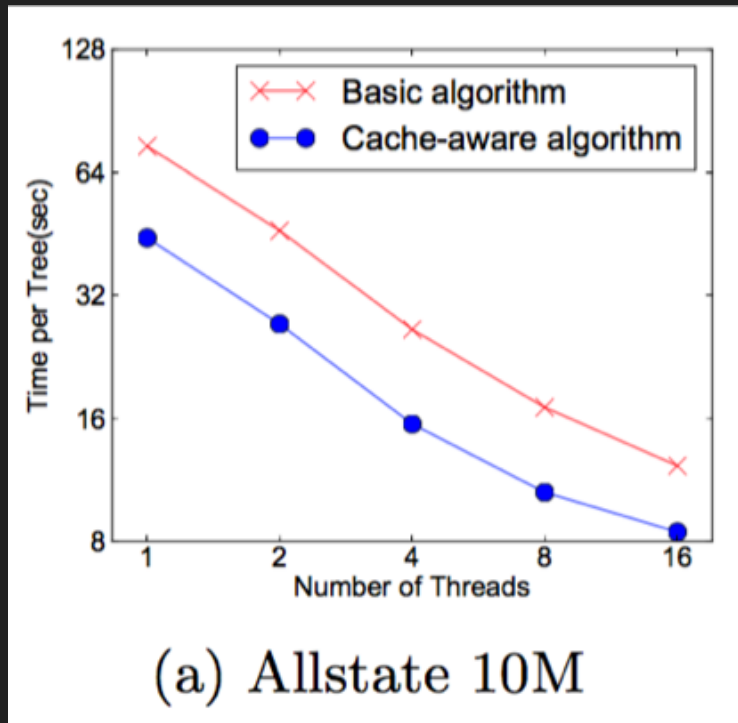 128
64
32
16
8
Time per Tree(sec)
Basic algorithm
Cache-aware algorithm
1 2 4 8 16
Number of Threads
(a) Allstate 10M